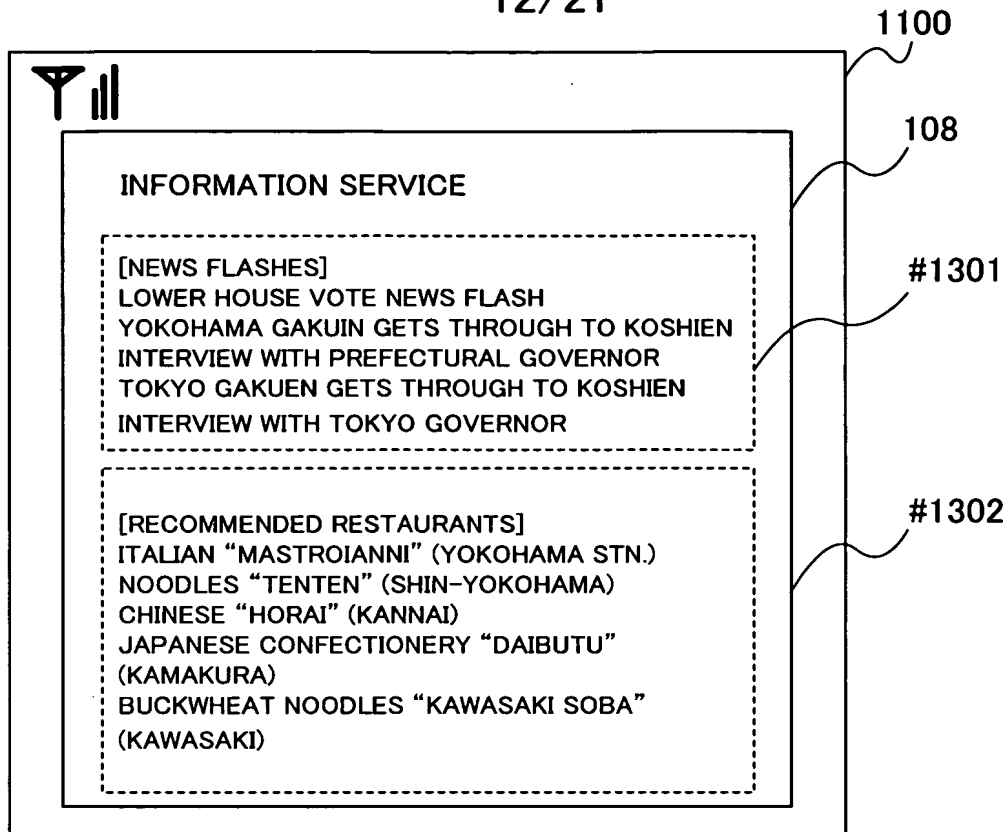 12/21
1100
108
INFORMATION SERVICE
#1301
[NEWS FLASHES]
LOWER HOUSE VOTE NEWS FLASH
YOKOHAMA GAKUIN GETS THROUGH TO KOSHIEN
INTERVIEW WITH PREFECTURAL GOVERNOR
TOKYO GAKUEN GETS THROUGH TO KOSHIEN
INTERVIEW WITH TOKYO GOVERNOR
#1302
[RECOMMENDED RESTAURANTS]
ITALIAN “MASTROIANNI” (YOKOHAMA STN.)
NOODLES “TENTEN” (SHIN-YOKOHAMA)
CHINESE “HORAI” (KANNAI)
JAPANESE CONFECTIONERY “DAIBUTU”
(KAMAKURA)
BUCKWHEAT NOODLES “KAWASAKI SOBA”
(KAWASAKI)